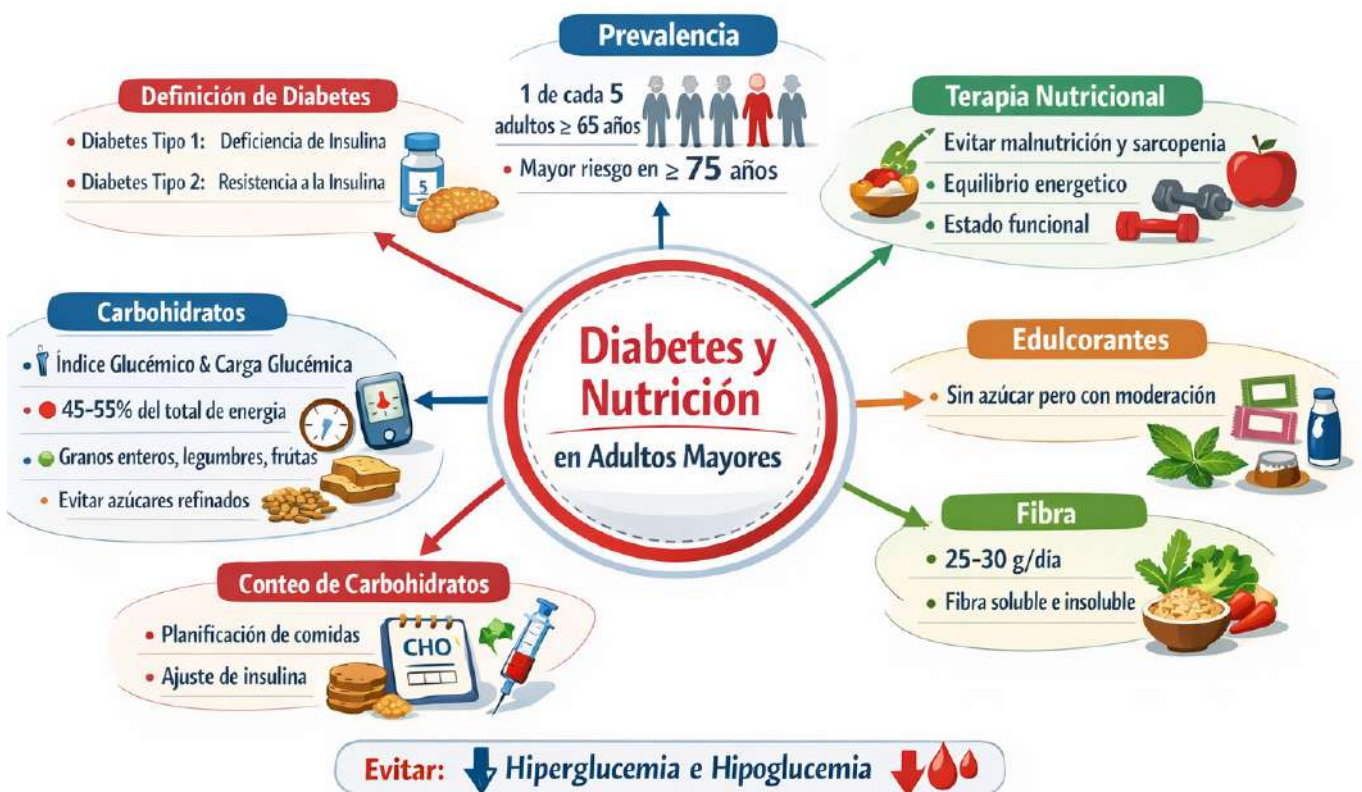 Prevalencia
1 de cada 5
adultos ≥ 65 años
• Mayor riesgo en ≥ 75 años
Definición de Diabetes
• Diabetes Tipo 1: Deficiencia de Insulina
• Diabetes Tipo 2: Resistencia a la Insulina
5
Terapia Nutricional
Evitar malnutrición y sarcopenia
• Equilibrio energetico
• Estado funcional
Carbohidratos
• Índice Glucémico & Carga Glucémica
• 45-55% del total de energia
• Granos enteros, legumbres, frútas
• Evitar azúcares refinados
Diabetes y
Nutrición
en Adultos Mayores
Edulcorantes
• Sin azúcar pero con moderación
Fibra
• 25-30 g/día
• Fibra soluble e insoluble
Conteo de Carbohidratos
• Planificación de comidas
• Ajuste de insulina
CHO
Evitar: Hiperglucemia e Hipoglucemia